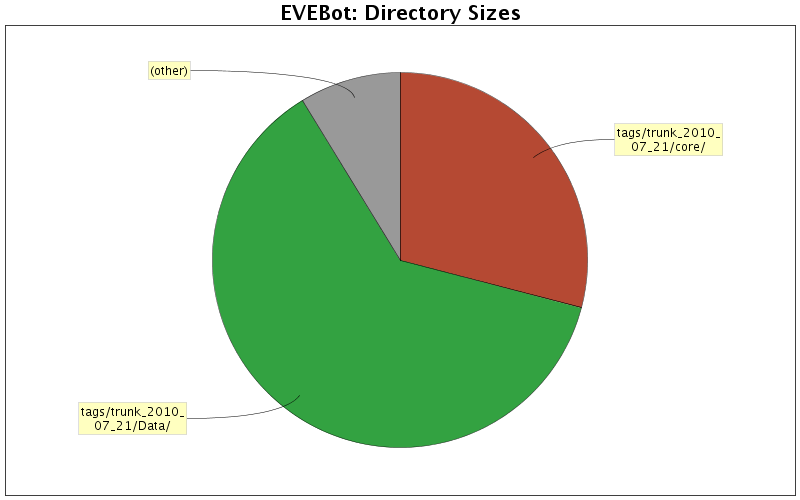 EVEBot: Directory Sizes
(other)
tags/trunk_2010_
07_21/core/
tags/trunk_2010_
07_21/Data/